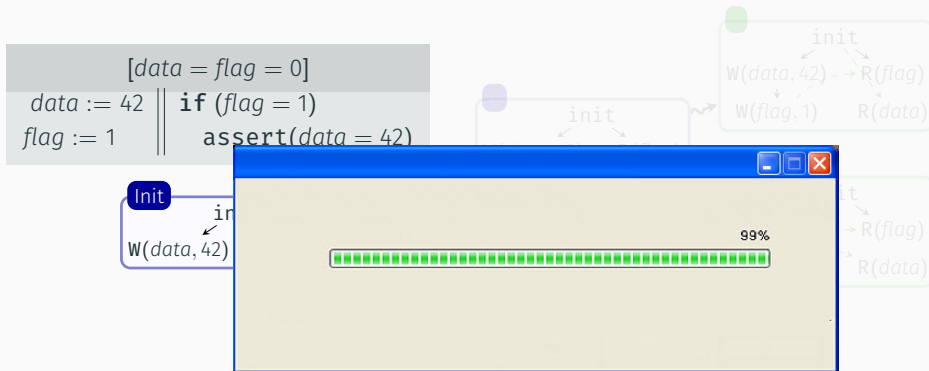 [data = flag = 0]
data := 42 if (flag = 1)
flag := 1 assert(data = 42)
Init
W(data, 42)
99%
init
init
W(data, 42) R(flag)
W(flag, 1) R(data)
R(flag)
R(data)